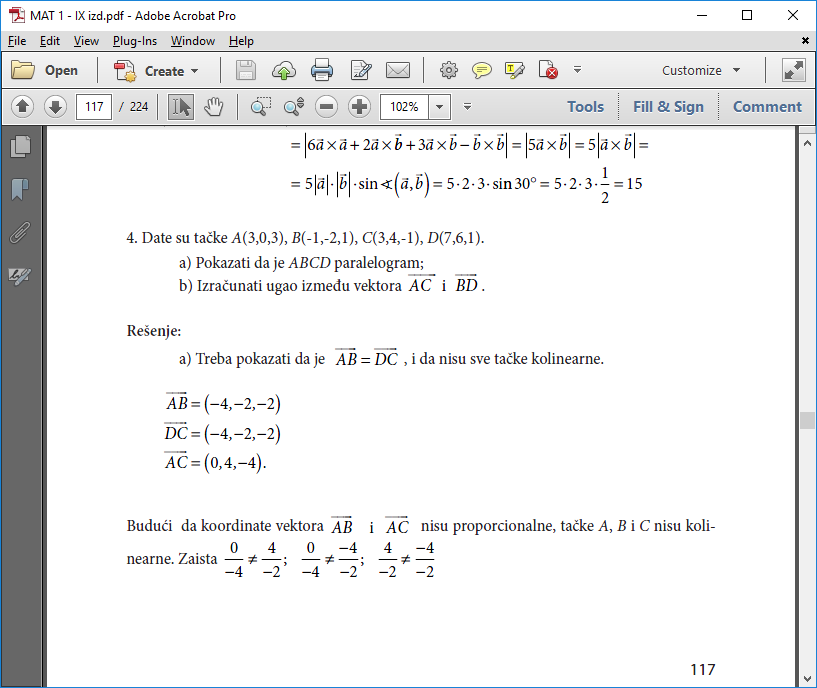 MAT 1 - IX izd.pdf - Adobe Acrobat Pro
File Edit View Plug-Ins Window Help
Open Create Customize
117 / 224 102% Tools Fill & Sign Comment
= |6a⃗ × a⃗ + 2a⃗ × b⃗ + 3a⃗ × b⃗ − b⃗ × b⃗| = |5a⃗ × b⃗| = 5|a⃗ × b⃗| =
= 5|a⃗| · |b⃗| · sin ∢(a⃗, b⃗) = 5 · 2 · 3 · sin 30° = 5 · 2 · 3 · 1/2 = 15
4. Date su tačke A(3,0,3), B(-1,-2,1), C(3,4,-1), D(7,6,1).
a) Pokazati da je ABCD paralelogram;
b) Izračunati ugao između vektora AC⃗ i BD⃗ .
Rešenje:
a) Treba pokazati da je AB⃗ = DC⃗ , i da nisu sve tačke kolinearne.
AB⃗ = (−4,−2,−2)
DC⃗ = (−4,−2,−2)
AC⃗ = (0,4,−4).
Budući da koordinate vektora AB⃗ i AC⃗ nisu proporcionalne, tačke A, B i C nisu koli-
nearne. Zaista 0/−4 ≠ 4/−2; 0/−4 ≠ −4/−2; 4/−2 ≠ −4/−2
117